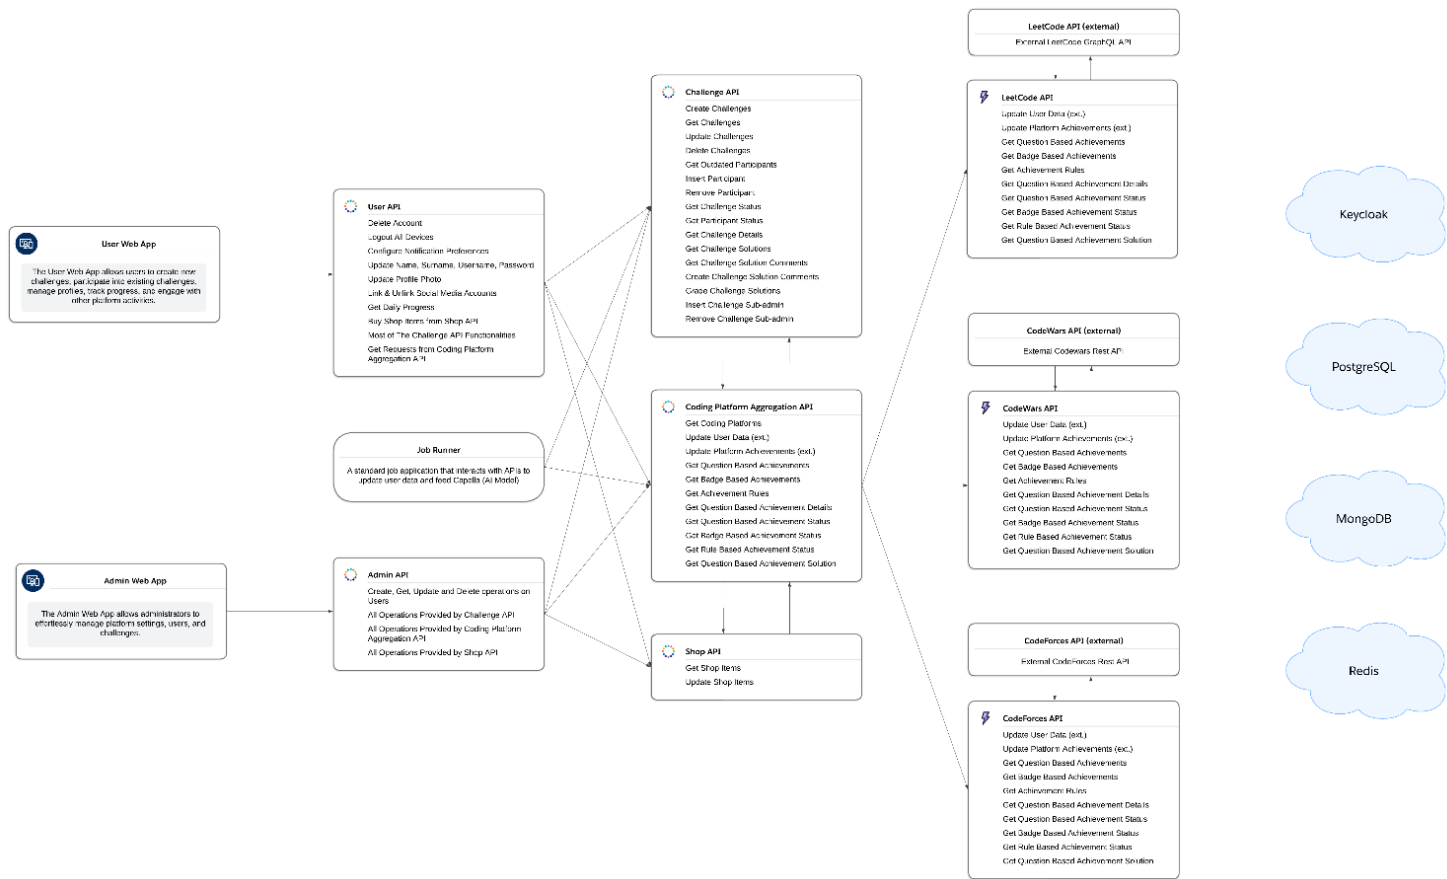 User Web App
The User Web App allows users to create new
challenges, participate into existing challenges,
manage profiles, track progress, and engage with
other platform activities.
Admin Web App
The Admin Web App allows administrators to
effortlessly manage platform settings, users, and
challenges.
User API
Delete Account
Logout All Devices
Configure Notification Preferences
Update Name, Surname, Username, Password
Update Profile Photo
Link & Unlink Social Media Accounts
Get Daily Progress
Buy Shop Items from Shop API
Most of The Challenge API Functionalities
Get Requests from Coding Platform
Aggregation API
Job Runner
A standard job application that interacts with APIs to
update user data and feed Capella (AI Model)
Admin API
Create, Get, Update and Delete operations on
Users
All Operations Provided by Challenge API
All Operations Provided by Coding Platform
Aggregation API
All Operations Provided by Shop API
Challenge API
Create Challenges
Get Challenges
Update Challenges
Delete Challenges
Get Outdated Participants
Insert Participant
Remove Participant
Get Challenge Status
Get Participant Status
Get Challenge Details
Get Challenge Solutions
Get Challenge Solution Comments
Create Challenge Solution Comments
Grade Challenge Solutions
Insert Challenge Sub-admin
Remove Challenge Sub-admin
Coding Platform Aggregation API
Get Coding Platforms
Update User Data (ext.)
Update Platform Achievements (ext.)
Get Question Based Achievements
Get Badge Based Achievements
Get Achievement Rules
Get Question Based Achievement Details
Get Question Based Achievement Status
Get Badge Based Achievement Status
Get Rule Based Achievement Status
Get Question Based Achievement Solution
Shop API
Get Shop Items
Update Shop Items
LeetCode API (external)
External LeetCode GraphQL API
LeetCode API
Update User Data (ext.)
Update Platform Achievements (ext.)
Get Question Based Achievements
Get Badge Based Achievements
Get Achievement Rules
Get Question Based Achievement Details
Get Question Based Achievement Status
Get Badge Based Achievement Status
Get Rule Based Achievement Status
Get Question Based Achievement Solution
CodeWars API (external)
External Codewars Rest API
CodeWars API
Update User Data (ext.)
Update Platform Achievements (ext.)
Get Question Based Achievements
Get Badge Based Achievements
Get Achievement Rules
Get Question Based Achievement Details
Get Question Based Achievement Status
Get Badge Based Achievement Status
Get Rule Based Achievement Status
Get Question Based Achievement Solution
CodeForces API (external)
External CodeForces Rest API
CodeForces API
Update User Data (ext.)
Update Platform Achievements (ext.)
Get Question Based Achievements
Get Badge Based Achievements
Get Achievement Rules
Get Question Based Achievement Details
Get Question Based Achievement Status
Get Badge Based Achievement Status
Get Rule Based Achievement Status
Get Question Based Achievement Solution
Keycloak
PostgreSQL
MongoDB
Redis